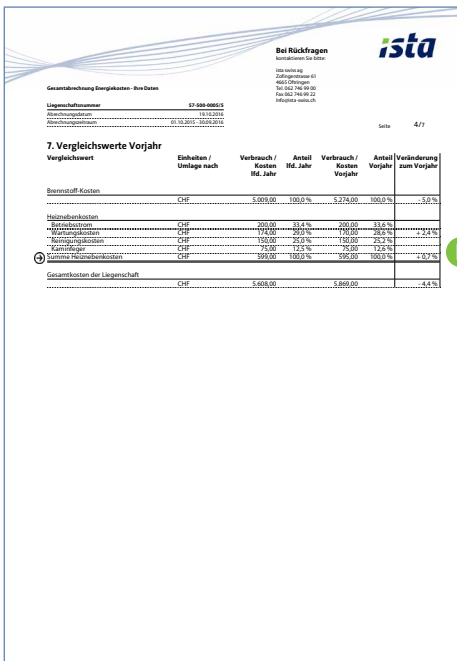 ista
Bei Rückfragen
kontaktieren Sie bitte:
ista swiss ag
Zofingerstrasse 61
4665 Oftringen
Tel. 062 746 99 00
Fax 062 746 99 22
info@ista-swiss.ch
Gesamtabrechnung Energiekosten - Ihre Daten
Liegenschaftsnummer 57-500-0005/5
Abrechnungsdatum 19.10.2016
Abrechnungszeitraum 01.10.2015 - 30.09.2016
Seite 4/7
7. Vergleichswerte Vorjahr
Vergleichswert Einheiten / Verbrauch / Anteil Verbrauch / Anteil Veränderung
Umlage nach Kosten lfd. Jahr Kosten Vorjahr zum Vorjahr
lfd. Jahr Vorjahr
Brennstoff-Kosten
CHF 5.009,00 100,0 % 5.274,00 100,0 % - 5,0 %
Heiznebenkosten
Betriebsstrom CHF 200,00 33,4 % 200,00 33,6 %
Wartungskosten CHF 174,00 29,0 % 170,00 28,6 % + 2,4 %
Reinigungskosten CHF 150,00 25,0 % 150,00 25,2 %
Kaminfeger CHF 75,00 12,5 % 75,00 12,6 %
Summe Heiznebenkosten CHF 599,00 100,0 % 595,00 100,0 % + 0,7 %
Gesamtkosten der Liegenschaft
CHF 5.608,00 5.869,00 - 4,4 %